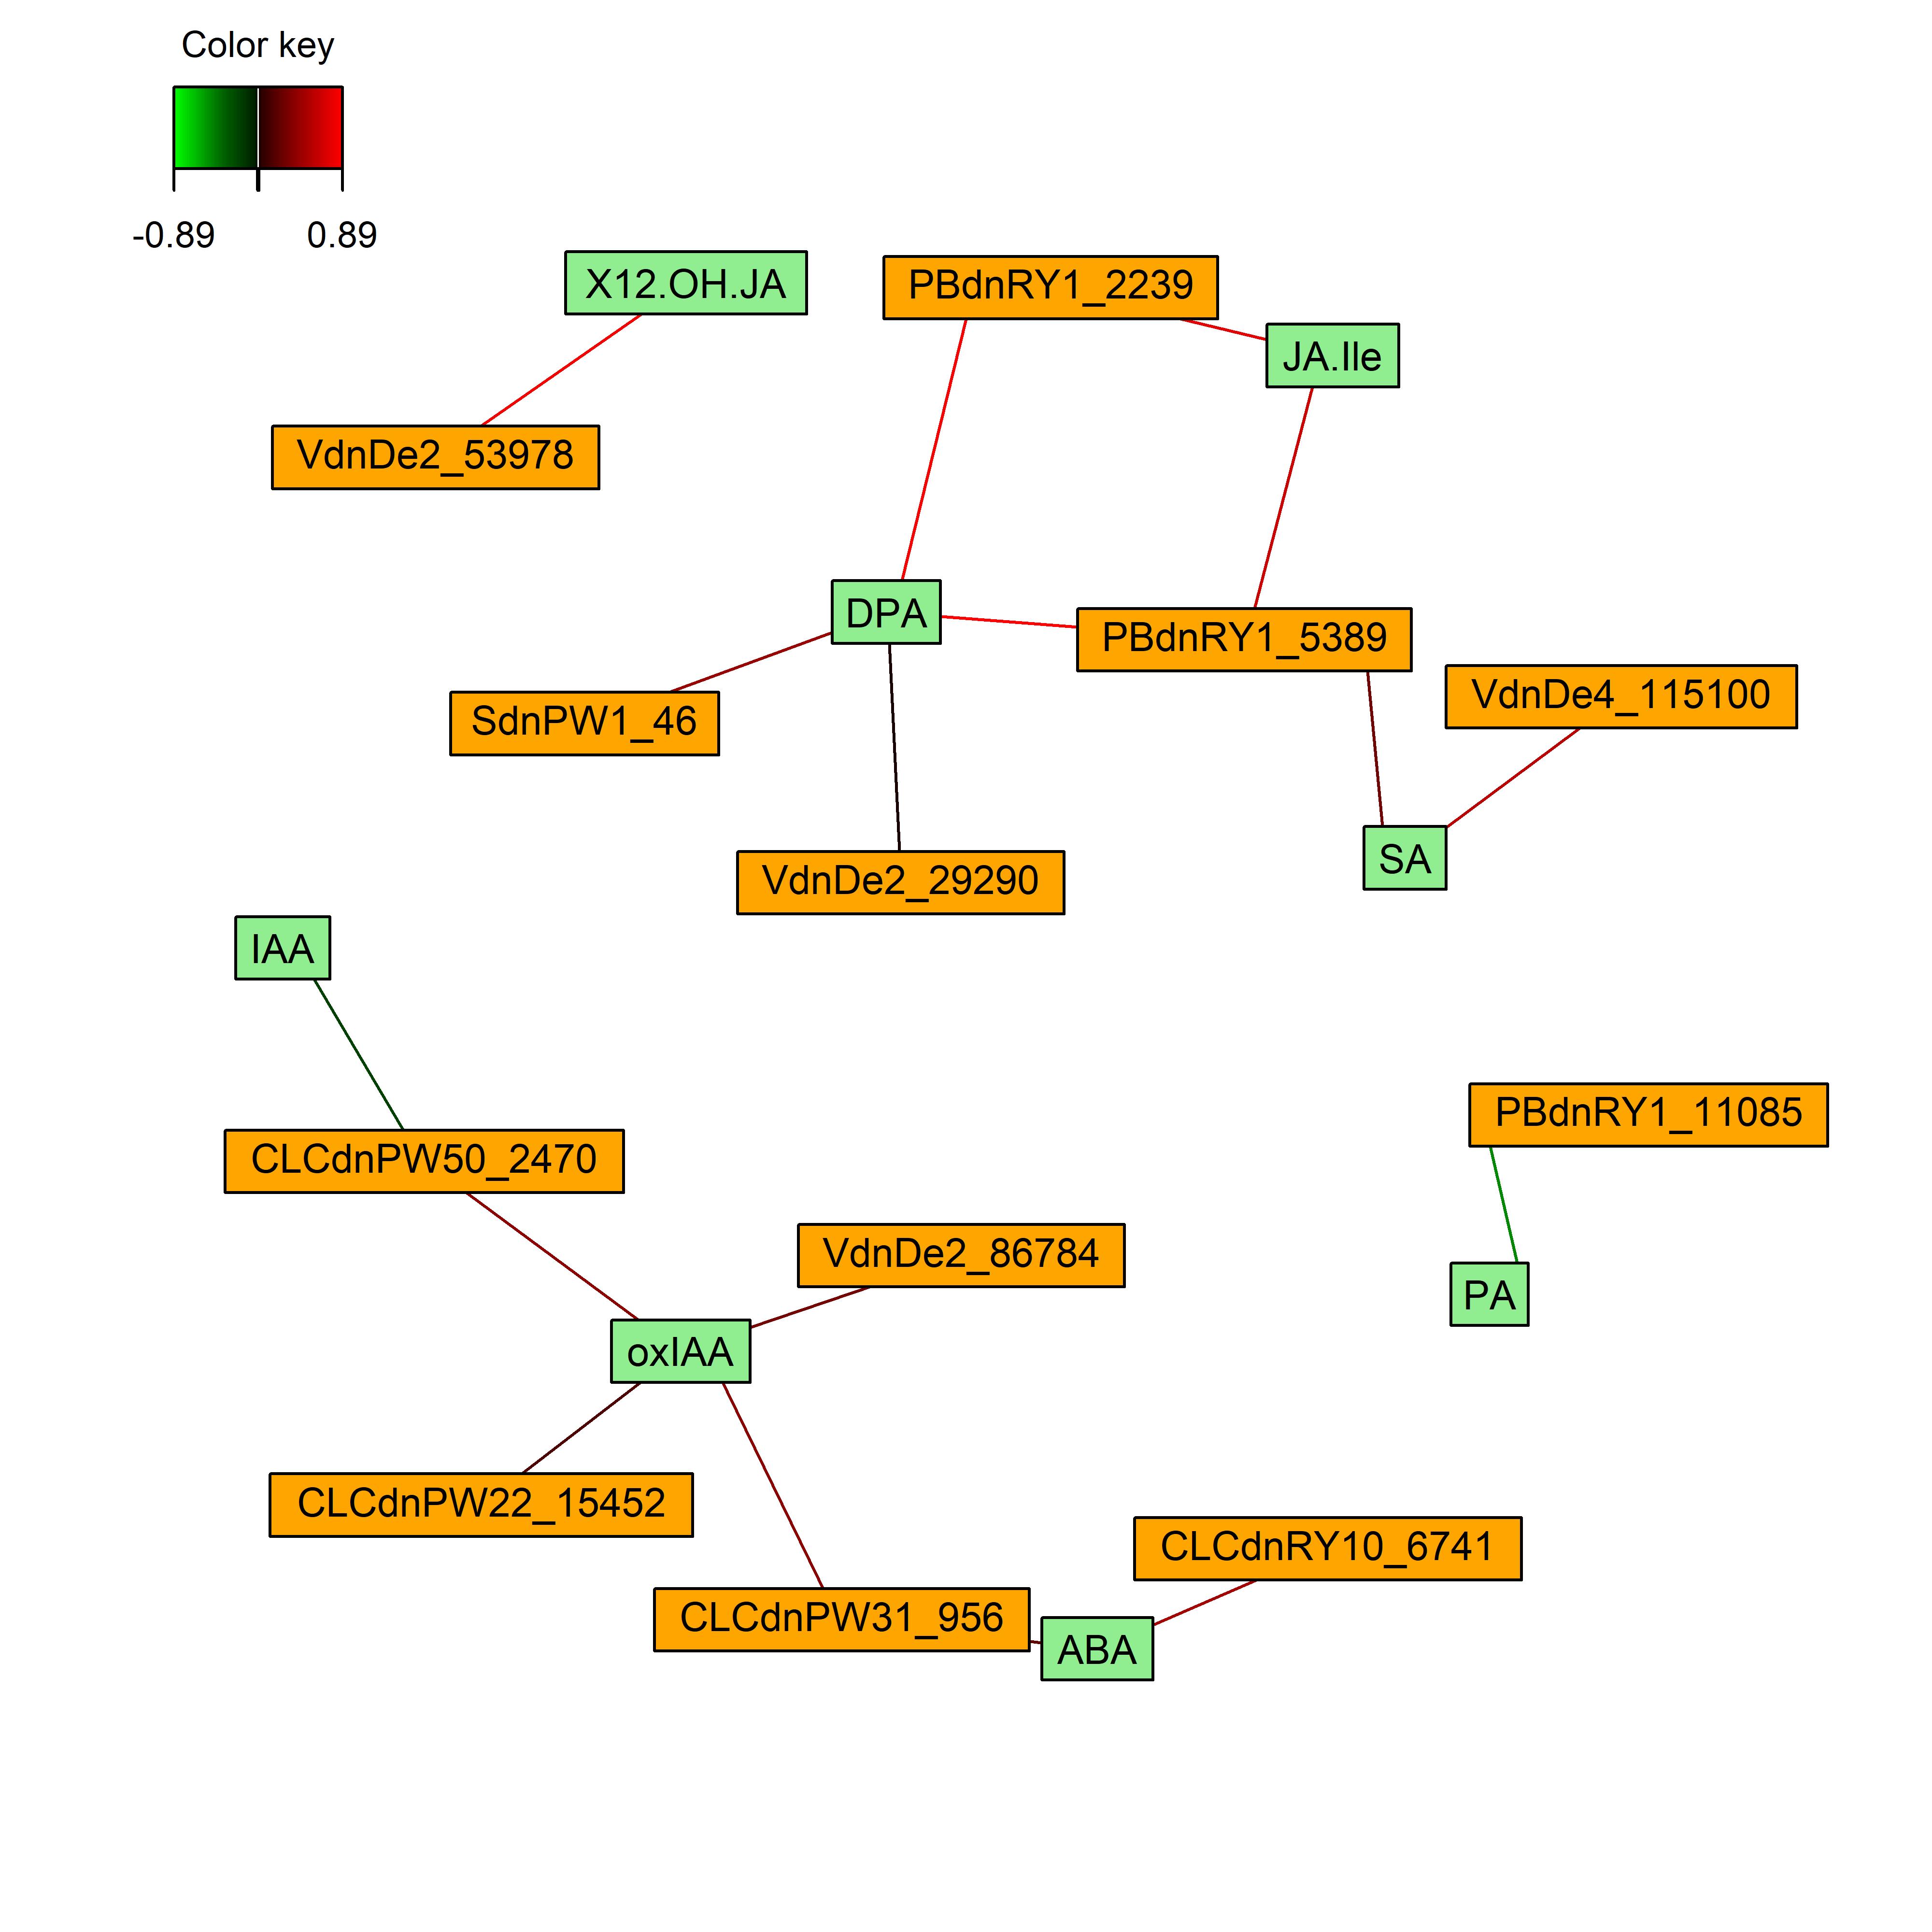 Color key
-0.89 0.89
X12.OH.JA
PBdnRY1_2239
JA.Ile
VdnDe2_53978
DPA
PBdnRY1_5389
SdnPW1_46
VdnDe4_115100
SA
VdnDe2_29290
IAA
PBdnRY1_11085
CLCdnPW50_2470
VdnDe2_86784
PA
oxIAA
CLCdnPW22_15452
CLCdnRY10_6741
CLCdnPW31_956
ABA